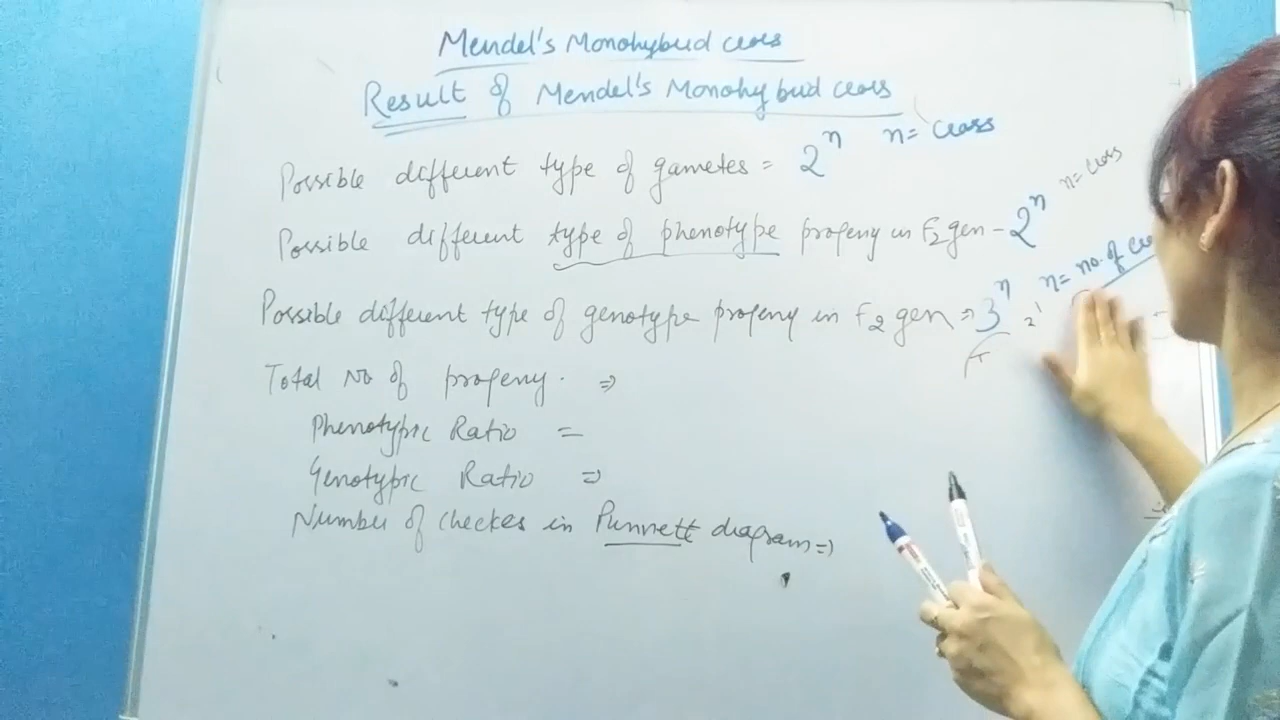 Mendel's Monohybrid cross
Result of Mendel's Monohybrid cross
Possible different type of gametes = 2ⁿ n = cross
Possible different type of phenotype progeny in F₂ gen - 2ⁿ n = cross
Possible different type of genotype progeny in F₂ gen ⇒ 3ⁿ 2¹ n = no. of
Total No of progeny. ⇒
Phenotypic Ratio =
Genotypic Ratio ⇒
Number of checkes in Punnett diagram ⇒